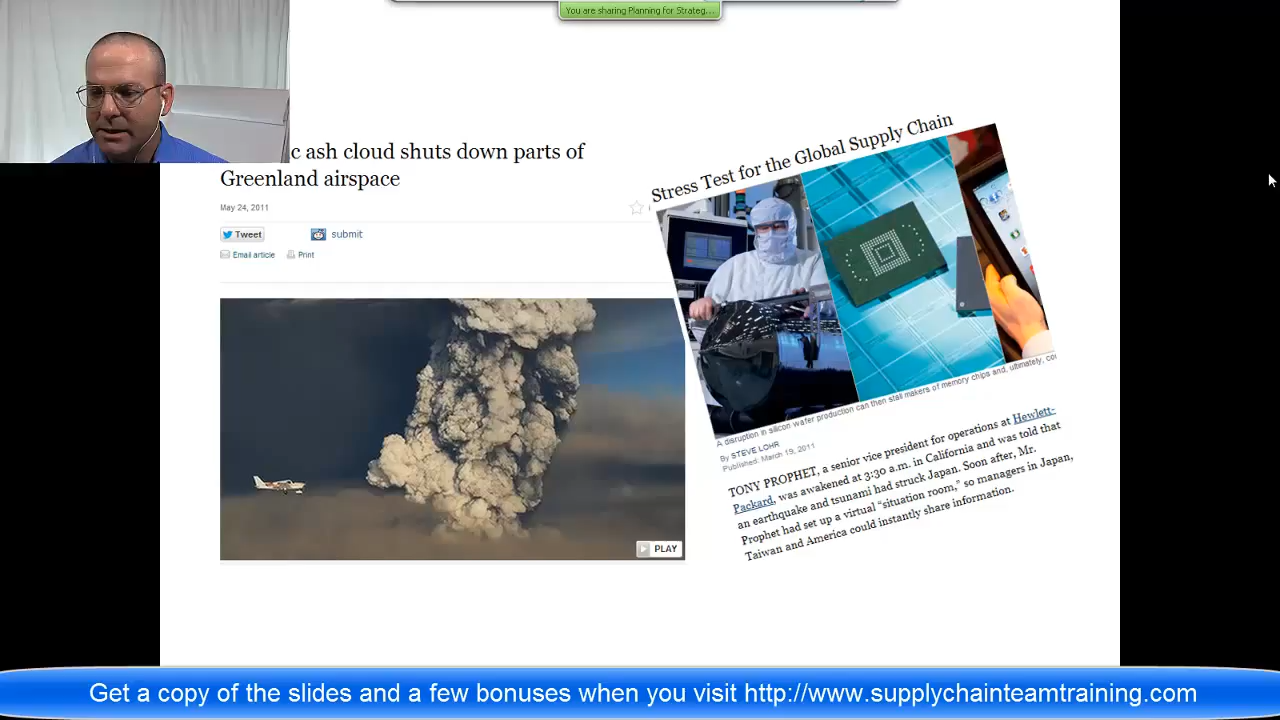 You are sharing Planning for Strateg...
c ash cloud shuts down parts of
Greenland airspace
May 24, 2011
Tweet
submit
Email article
Print
PLAY
Stress Test for the Global Supply Chain
A disruption in silicon wafer production can then stall makers of memory chips and, ultimately, co
By STEVE LOHR
Published: March 19, 2011
TONY PROPHET, a senior vice president for operations at Hewlett-
Packard, was awakened at 3:30 a.m. in California and was told that
an earthquake and tsunami had struck Japan. Soon after, Mr.
Prophet had set up a virtual “situation room,” so managers in Japan,
Taiwan and America could instantly share information.
Get a copy of the slides and a few bonuses when you visit http://www.supplychainteamtraining.com